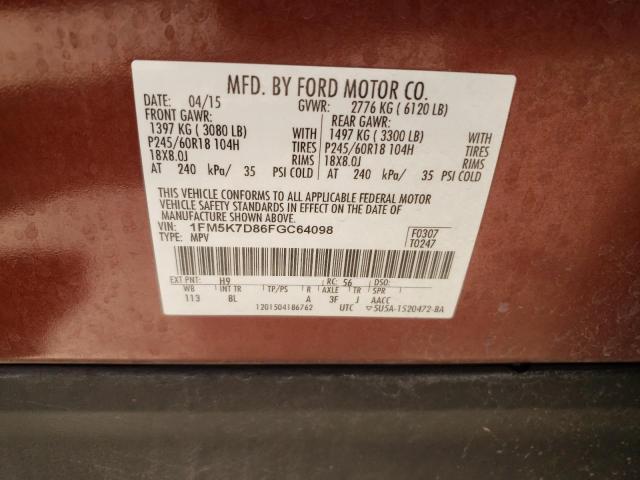 MFD. BY FORD MOTOR CO.
DATE: 04/15 GVWR: 2776 KG ( 6120 LB)
FRONT GAWR: REAR GAWR:
1397 KG ( 3080 LB) WITH 1497 KG ( 3300 LB) WITH
P245/60R18 104H TIRES P245/60R18 104H TIRES
18X8.0J RIMS 18X8.0J RIMS
AT 240 kPa/ 35 PSI COLD AT 240 kPa/ 35 PSI COLD
THIS VEHICLE CONFORMS TO ALL APPLICABLE FEDERAL MOTOR
VEHICLE SAFETY STANDARDS IN EFFECT ON THE DATE OF
MANUFACTURE SHOWN ABOVE.
VIN: 1FM5K7D86FGC64098 F0307
TYPE: MPV T0247
EXT PNT: H9 RC: 56 DSO:
WB INT TR TP/PS R AXLE TR SPR
113 BL A 3F J AACC
1201504186762 UTC ▽5U5A-1520472-BA